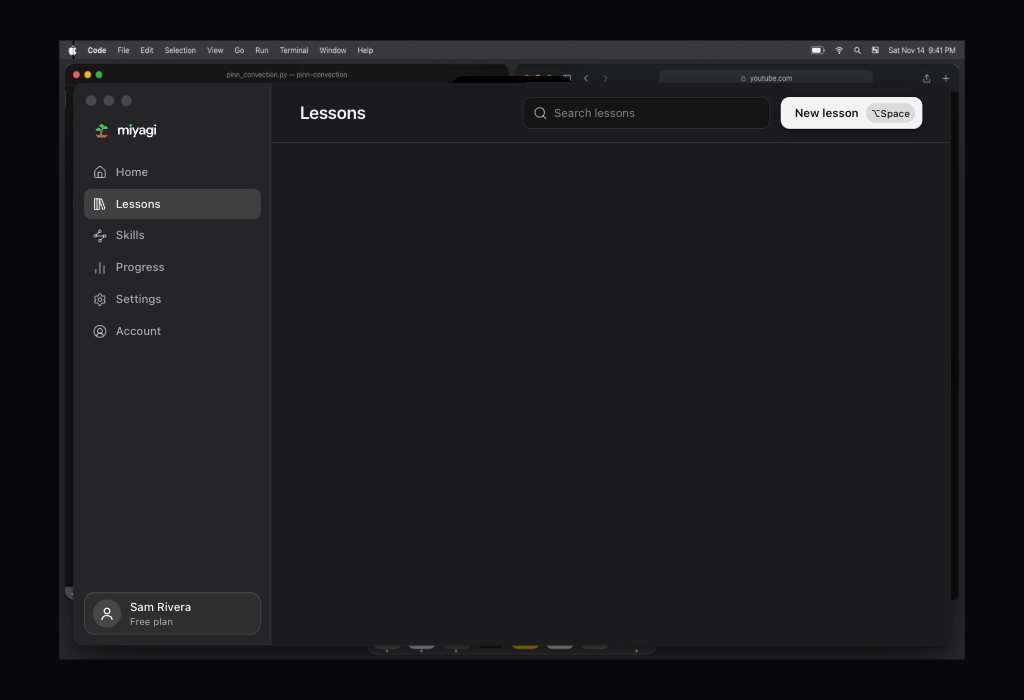 Code File Edit Selection View Go Run Terminal Window Help Sat Nov 14 9:41 PM
pinn_convection.py — pinn-convection
youtube.com
miyagi
Lessons
Search lessons
New lesson ⌥Space
Home
Lessons
Skills
Progress
Settings
Account
Sam Rivera
Free plan